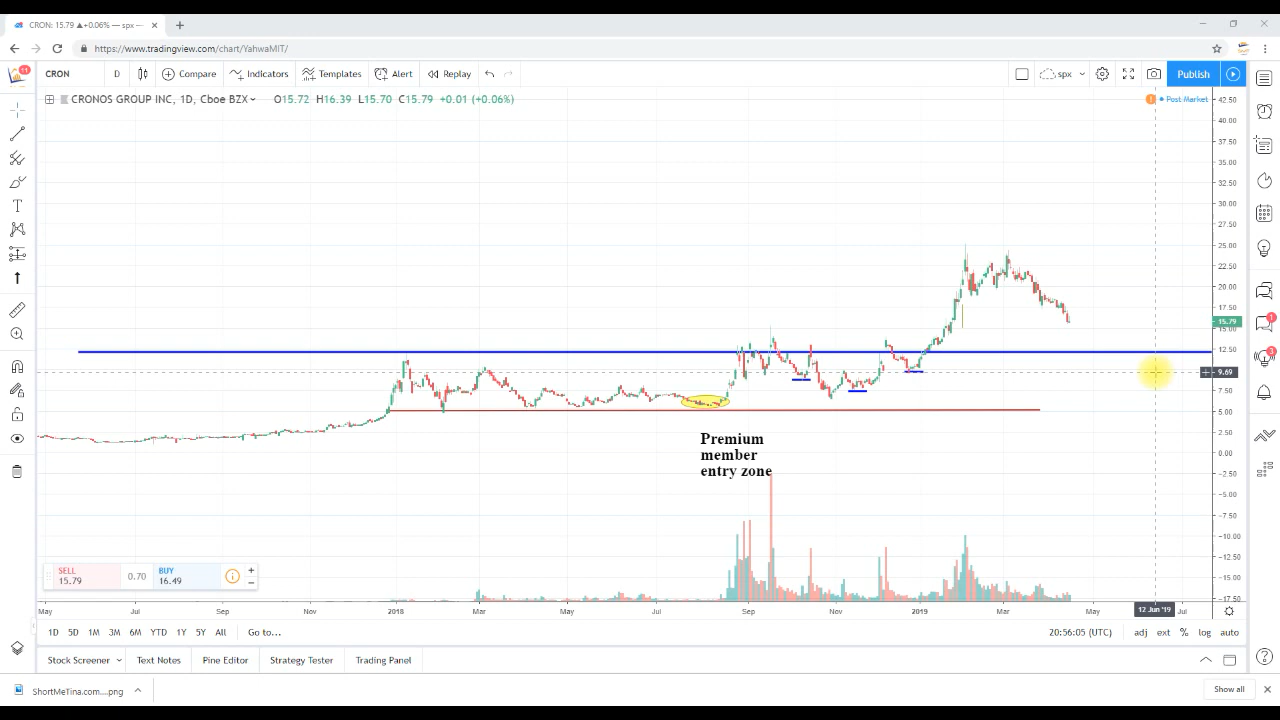 CRON: 15.79 ▲+0.06% — spx —
https://www.tradingview.com/chart/YahwaMIT/
11
CRON D Compare Indicators Templates Alert Replay spx Publish
CRONOS GROUP INC, 1D, Cboe BZX O15.72 H16.39 L15.70 C15.79 +0.01 (+0.06%)
! Post Market
42.50
40.00
37.50
35.00
32.50
30.00
27.50
25.00
22.50
20.00
17.50
15.79
15.00
12.50
9.69
7.50
5.00
2.50
0.00
−2.50
−5.00
−7.50
−10.00
−12.50
−15.00
−17.50
1
3
Premium
member
entry zone
SELL
15.79
0.70
BUY
16.49
May Jul Sep Nov 2018 Mar May Jul Sep Nov 2019 Mar May 12 Jun '19 Jul
1D 5D 1M 3M 6M YTD 1Y 5Y All Go to... 20:56:05 (UTC) adj ext % log auto
Stock Screener Text Notes Pine Editor Strategy Tester Trading Panel
ShortMeTina.com....png Show all